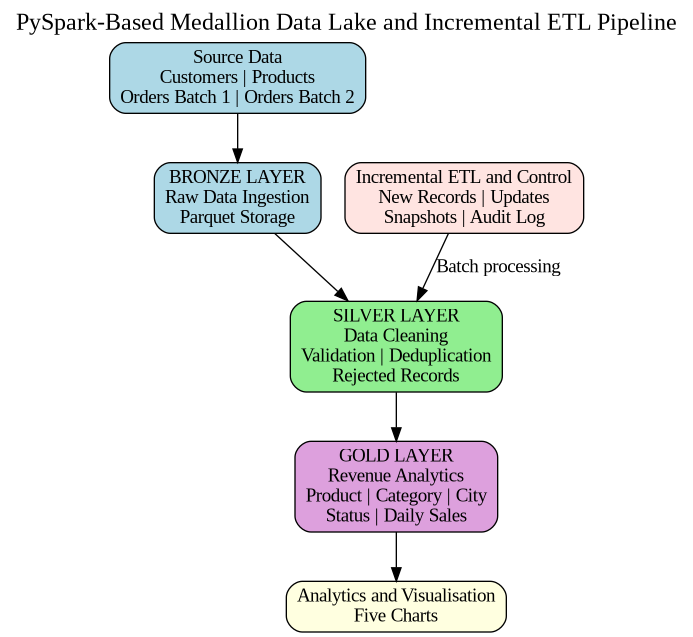 PySpark-Based Medallion Data Lake and Incremental ETL Pipeline
Source Data
Customers | Products
Orders Batch 1 | Orders Batch 2
BRONZE LAYER
Raw Data Ingestion
Parquet Storage
Incremental ETL and Control
New Records | Updates
Snapshots | Audit Log
Batch processing
SILVER LAYER
Data Cleaning
Validation | Deduplication
Rejected Records
GOLD LAYER
Revenue Analytics
Product | Category | City
Status | Daily Sales
Analytics and Visualisation
Five Charts